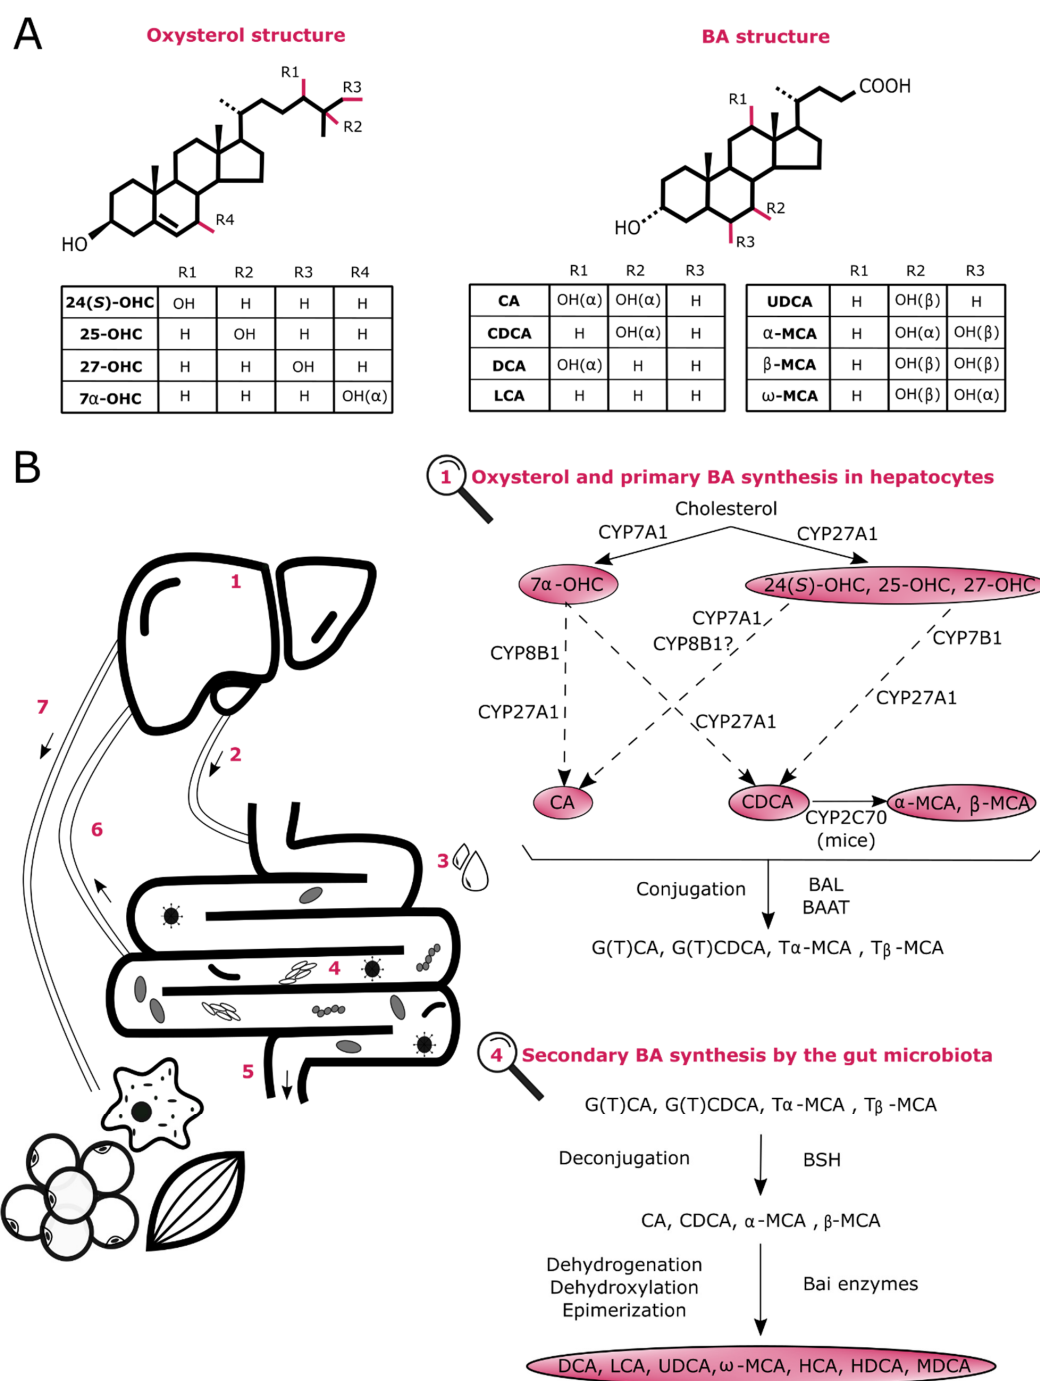 A
Oxysterol structure
BA structure
R1
R3
R2
R4
HO
R1
COOH
R2
R3
HO
R1 R2 R3 R4
24(S)-OHC OH H H H
25-OHC H OH H H
27-OHC H H OH H
7α-OHC H H H OH(α)
R1 R2 R3
CA OH(α) OH(α) H
CDCA H OH(α) H
DCA OH(α) H H
LCA H H H
R1 R2 R3
UDCA H OH(β) H
α-MCA H OH(α) OH(β)
β-MCA H OH(β) OH(β)
ω-MCA H OH(β) OH(α)
B
1
2
3
4
5
6
7
1 Oxysterol and primary BA synthesis in hepatocytes
Cholesterol
CYP7A1 CYP27A1
7α-OHC 24(S)-OHC, 25-OHC, 27-OHC
CYP7A1
CYP8B1?
CYP7B1
CYP8B1
CYP27A1
CYP27A1
CYP27A1
CA CDCA α-MCA, β-MCA
CYP2C70
(mice)
Conjugation BAL
BAAT
G(T)CA, G(T)CDCA, Tα-MCA , Tβ-MCA
4 Secondary BA synthesis by the gut microbiota
G(T)CA, G(T)CDCA, Tα-MCA , Tβ-MCA
Deconjugation BSH
CA, CDCA, α-MCA , β-MCA
Dehydrogenation
Dehydroxylation
Epimerization
Bai enzymes
DCA, LCA, UDCA,ω-MCA, HCA, HDCA, MDCA